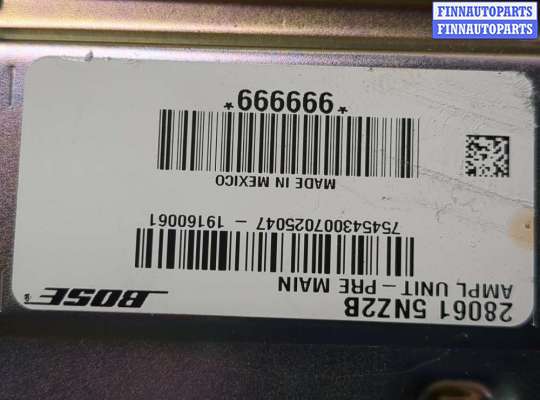 FINNAUTOPARTS
FINNAUTOPARTS
28061 5NZ2B
AMPL UNIT-PRE MAIN
BOSE
754543007025047 - 19160061
MADE IN MEXICO
*999999*